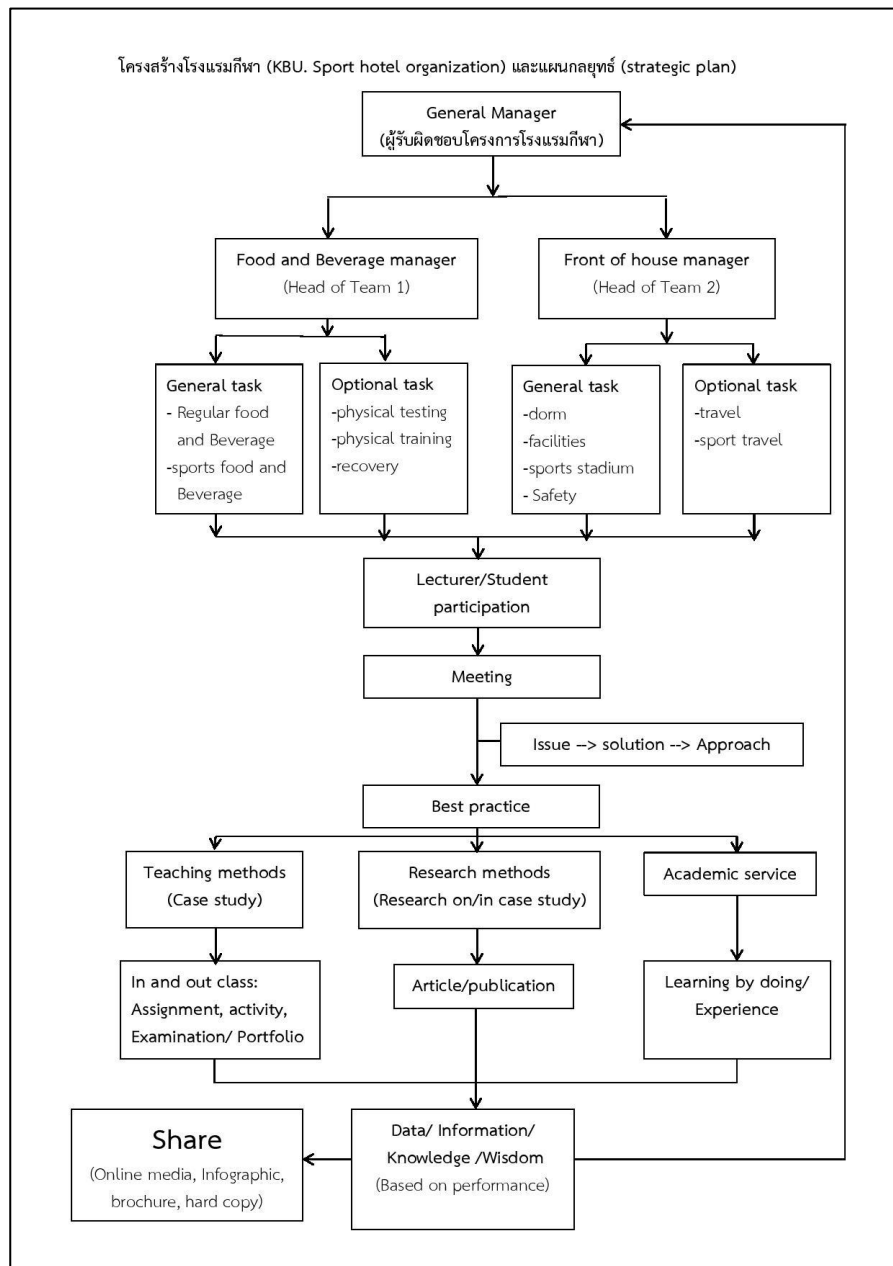 โครงสร้างโรงแรมกีฬา (KBU. Sport hotel organization) และแผนกลยุทธ์ (strategic plan)
General Manager
(ผู้รับผิดชอบโครงการโรงแรมกีฬา)
Food and Beverage manager
(Head of Team 1)
Front of house manager
(Head of Team 2)
General task
- Regular food
and Beverage
-sports food and
Beverage
Optional task
-physical testing
-physical training
-recovery
General task
-dorm
-facilities
-sports stadium
- Safety
Optional task
-travel
-sport travel
Lecturer/Student
participation
Meeting
Issue --> solution --> Approach
Best practice
Teaching methods
(Case study)
Research methods
(Research on/in case study)
Academic service
In and out class:
Assignment, activity,
Examination/ Portfolio
Article/publication
Learning by doing/
Experience
Share
(Online media, Infographic,
brochure, hard copy)
Data/ Information/
Knowledge /Wisdom
(Based on performance)